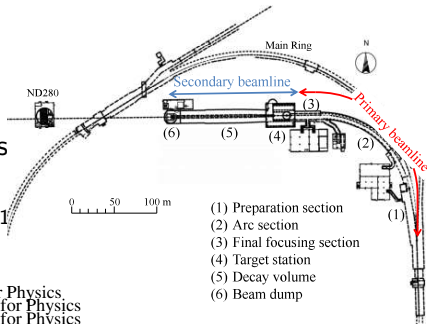 Main Ring
N
ND280
Secondary beamline
Primary beamline
(3)
(6)
(5)
(4)
(2)
(1)
s
1
0 50 100 m
(1) Preparation section
(2) Arc section
(3) Final focusing section
(4) Target station
(5) Decay volume
(6) Beam dump
r Physics
for Physics
for Physics